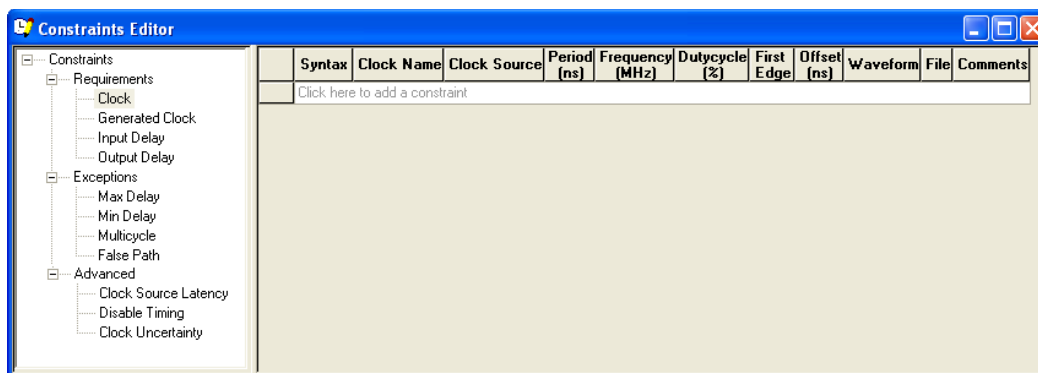 Constraints Editor
Constraints
Requirements
Clock
Generated Clock
Input Delay
Output Delay
Exceptions
Max Delay
Min Delay
Multicycle
False Path
Advanced
Clock Source Latency
Disable Timing
Clock Uncertainty
Syntax Clock Name Clock Source Period (ns) Frequency (MHz) Dutycycle (%) First Edge Offset (ns) Waveform File Comments
Click here to add a constraint